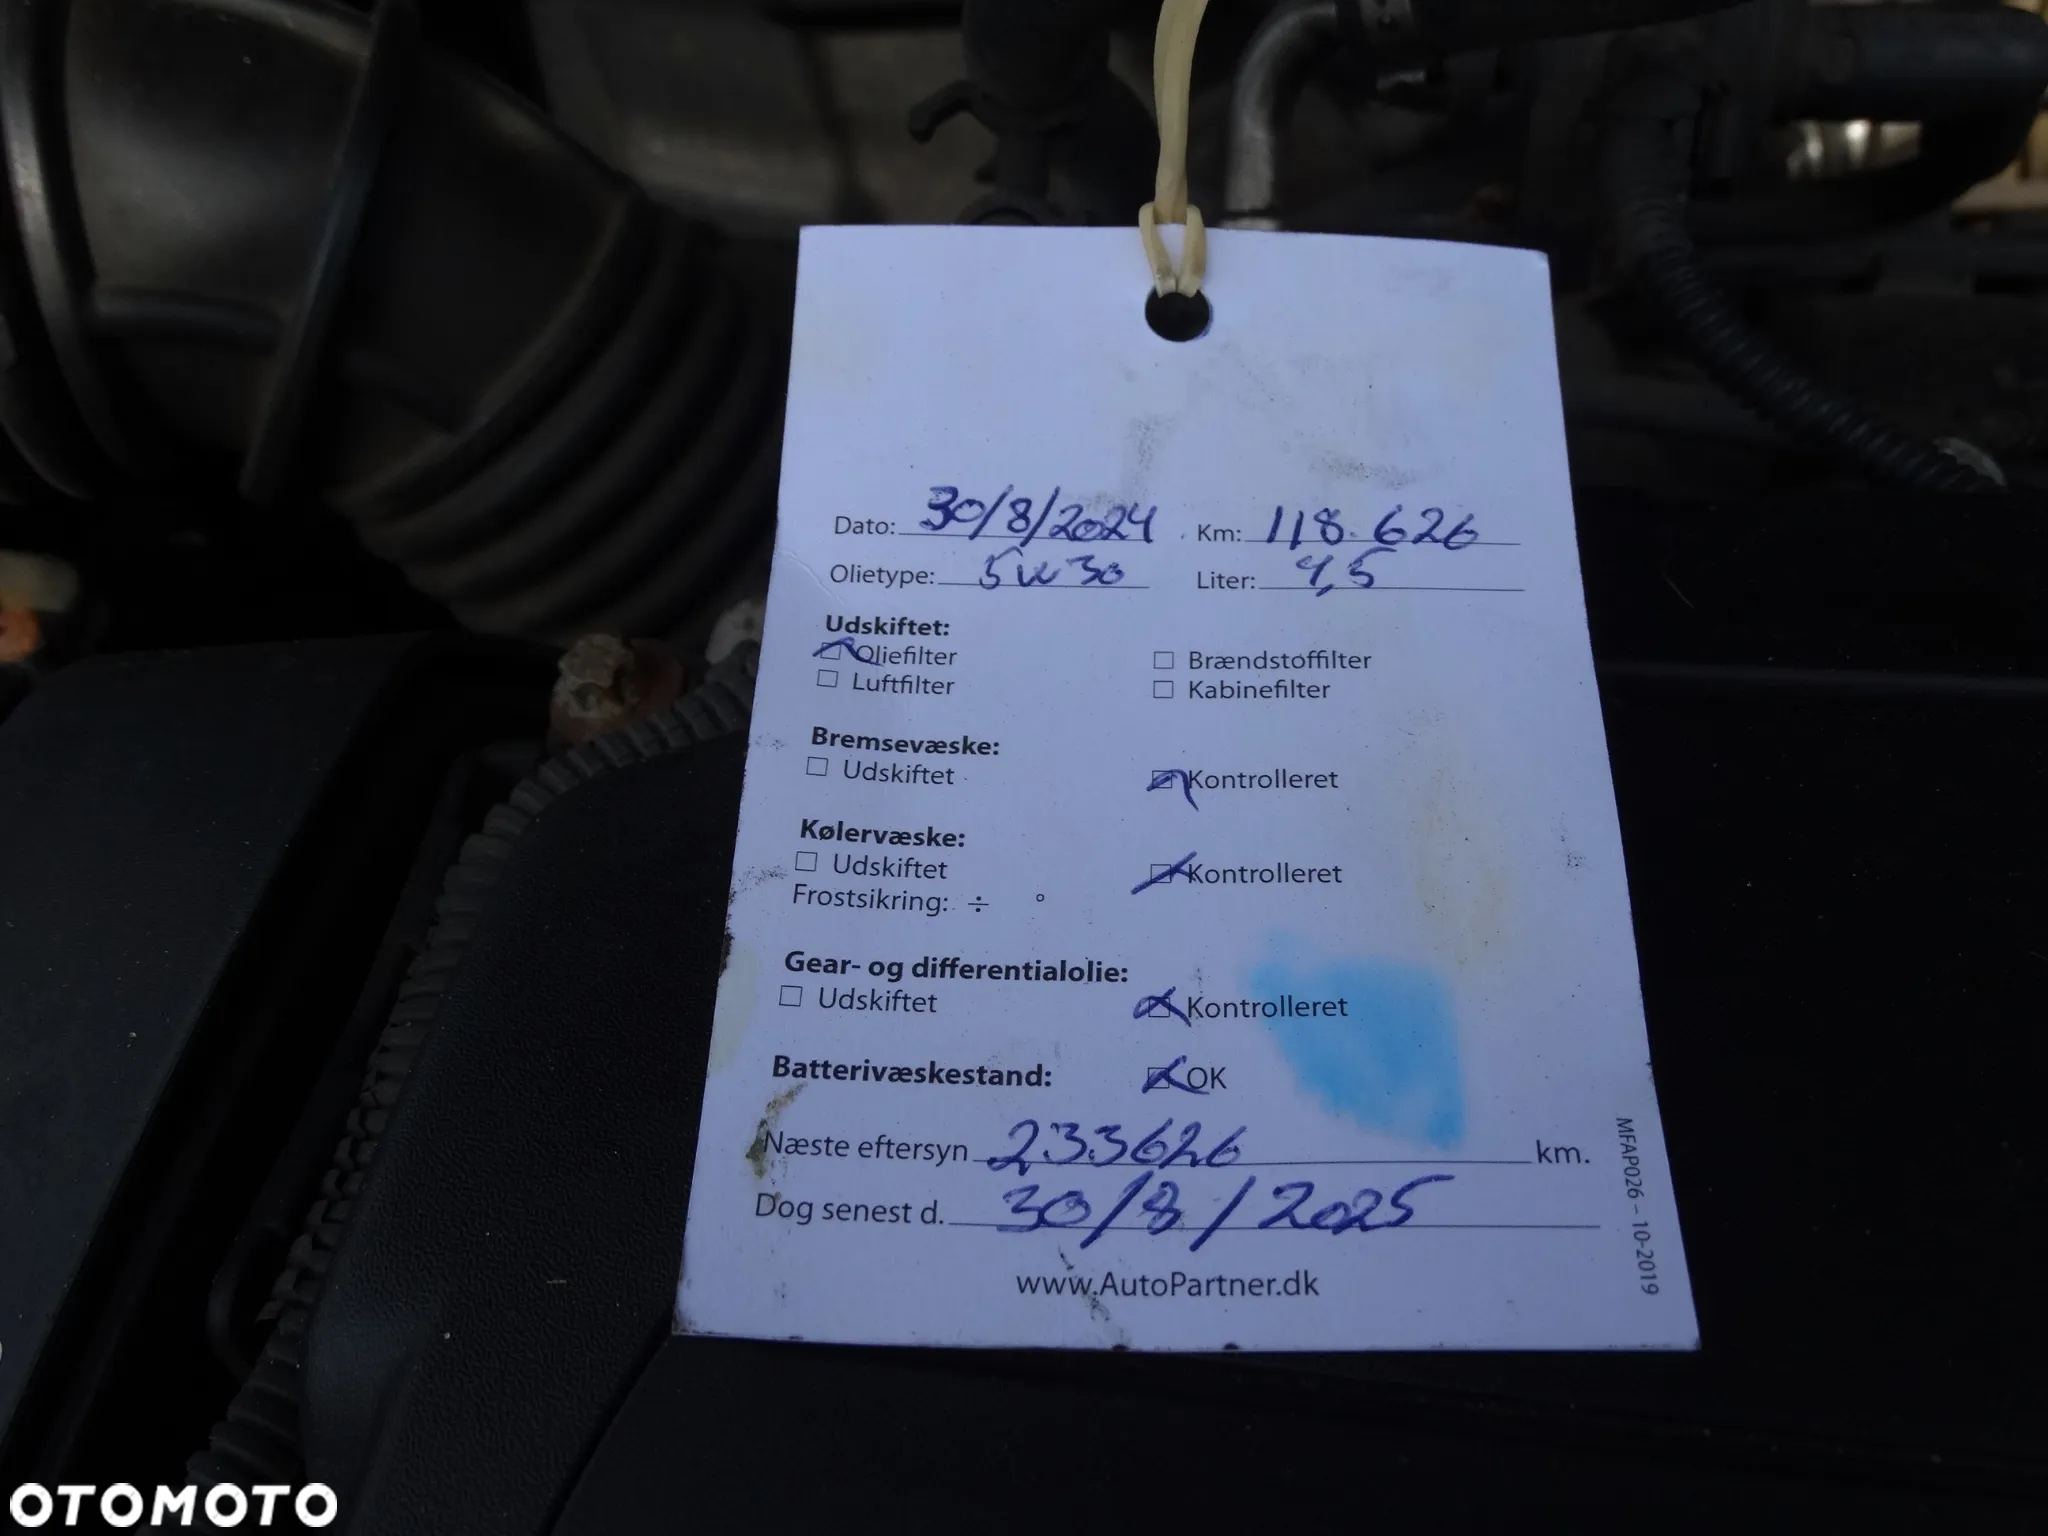 Dato: 30/8/2024 Km: 118.626
Olietype: 5W30 Liter: 4,5
Udskiftet:
Oliefilter Brændstoffilter
Luftfilter Kabinefilter
Bremsevæske:
Udskiftet Kontrolleret
Kølervæske:
Udskiftet Kontrolleret
Frostsikring: ÷ °
Gear- og differentialolie:
Udskiftet Kontrolleret
Batterivæskestand: OK
Næste eftersyn 233626 km.
Dog senest d. 30/8/2025
www.AutoPartner.dk
MFAP026 – 10-2019
OTOMOTO